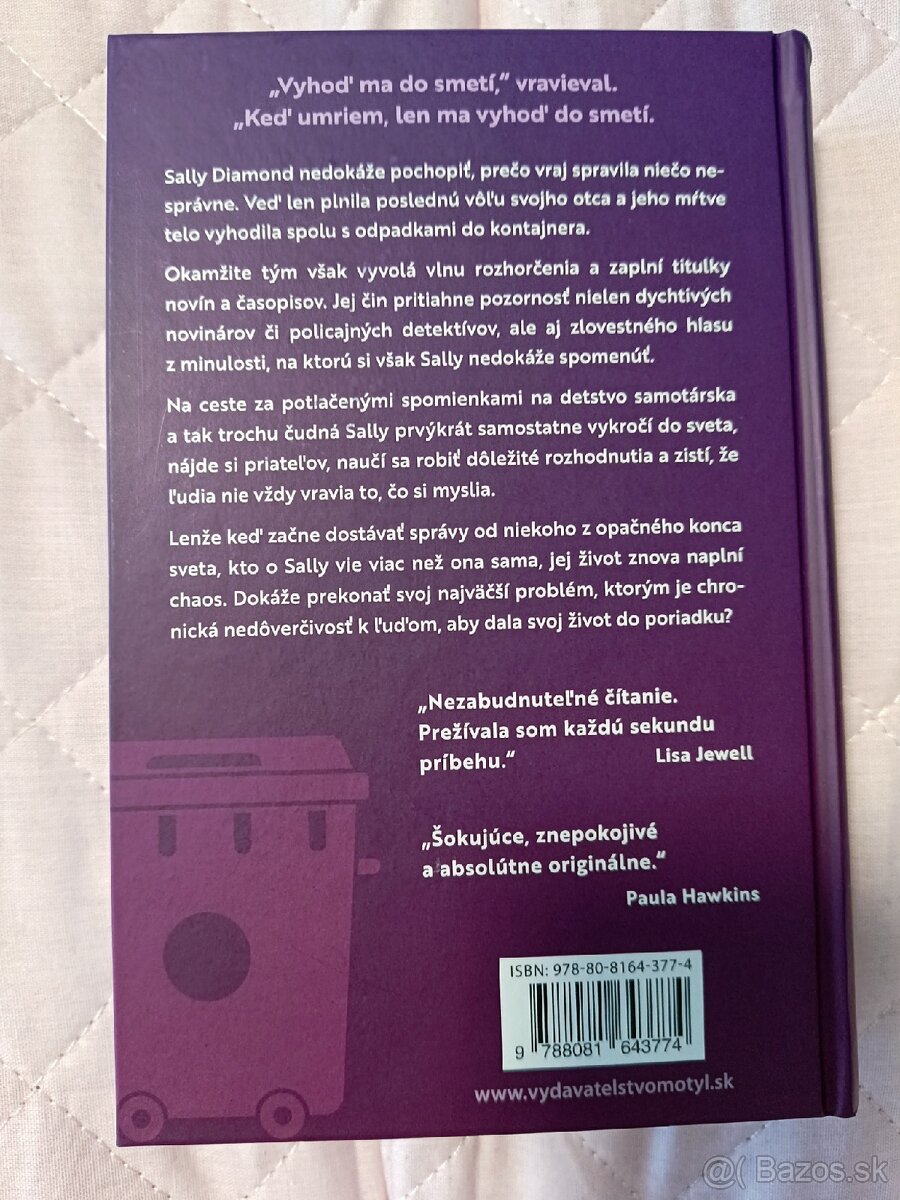 „Vyhoď ma do smetí,“ vravieval.
„Keď umriem, len ma vyhoď do smetí.
Sally Diamond nedokáže pochopiť, prečo vraj spravila niečo ne-
správne. Veď len plnila poslednú vôľu svojho otca a jeho mŕtve
telo vyhodila spolu s odpadkami do kontajnera.
Okamžite tým však vyvolá vlnu rozhorčenia a zaplní titulky
novín a časopisov. Jej čin pritiahne pozornosť nielen dychtivých
novinárov či policajných detektívov, ale aj zlovestného hlasu
z minulosti, na ktorú si však Sally nedokáže spomenúť.
Na ceste za potlačenými spomienkami na detstvo samotárska
a tak trochu čudná Sally prvýkrát samostatne vykročí do sveta,
nájde si priateľov, naučí sa robiť dôležité rozhodnutia a zistí, že
ľudia nie vždy vravia to, čo si myslia.
Lenže keď začne dostávať správy od niekoho z opačného konca
sveta, kto o Sally vie viac než ona sama, jej život znova naplní
chaos. Dokáže prekonať svoj najväčší problém, ktorým je chro-
nická nedôverčivosť k ľuďom, aby dala svoj život do poriadku?
„Nezabudnuteľné čítanie.
Prežívala som každú sekundu
príbehu.“
Lisa Jewell
„Šokujúce, znepokojivé
a absolútne originálne.“
Paula Hawkins
ISBN: 978-80-8164-377-4
9 788081 643774
www.vydavatelstvomotyl.sk
@( Bazos.sk